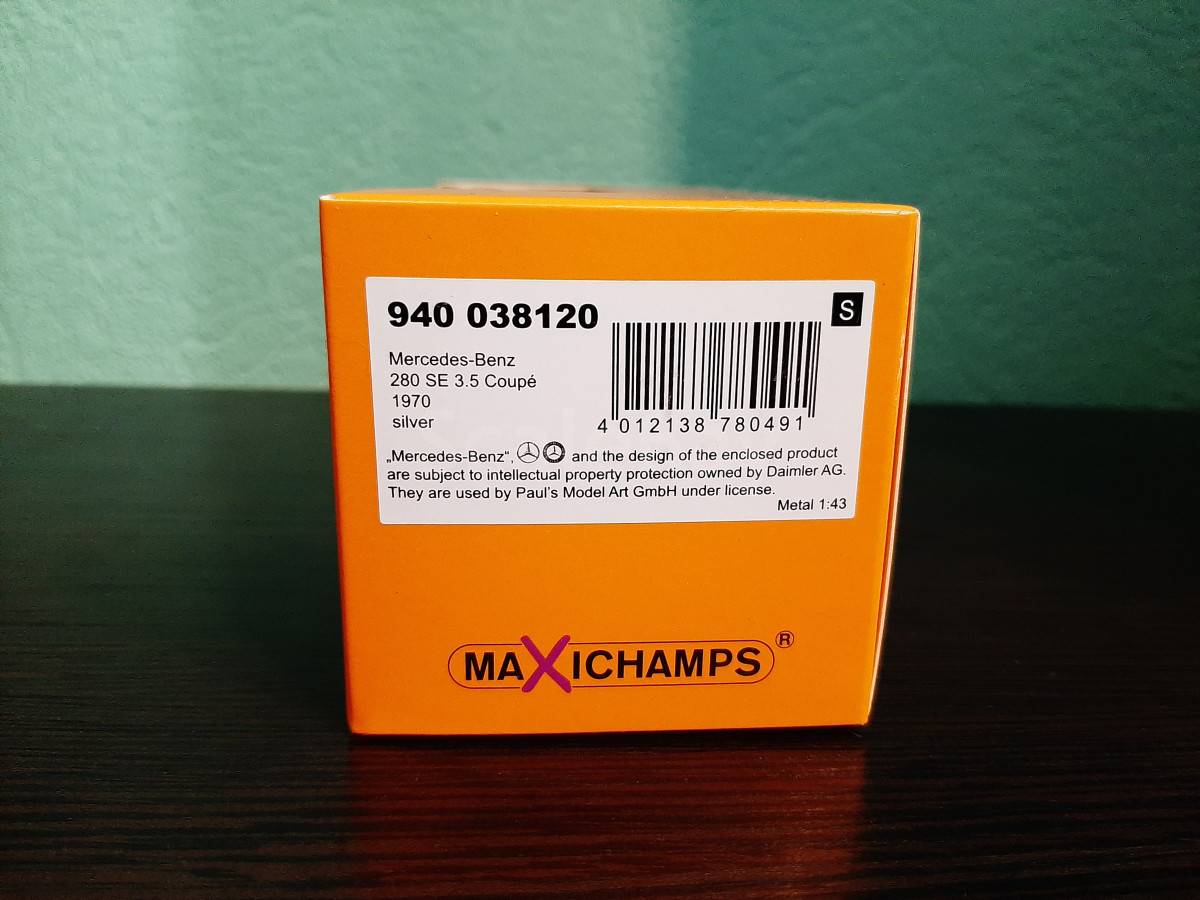 940 038120
S
Mercedes-Benz
280 SE 3.5 Coupé
1970
silver
4 012138 780491
„Mercedes-Benz“, and the design of the enclosed product
are subject to intellectual property protection owned by Daimler AG.
They are used by Paul's Model Art GmbH under license.
Metal 1:43
MAXICHAMPS ®